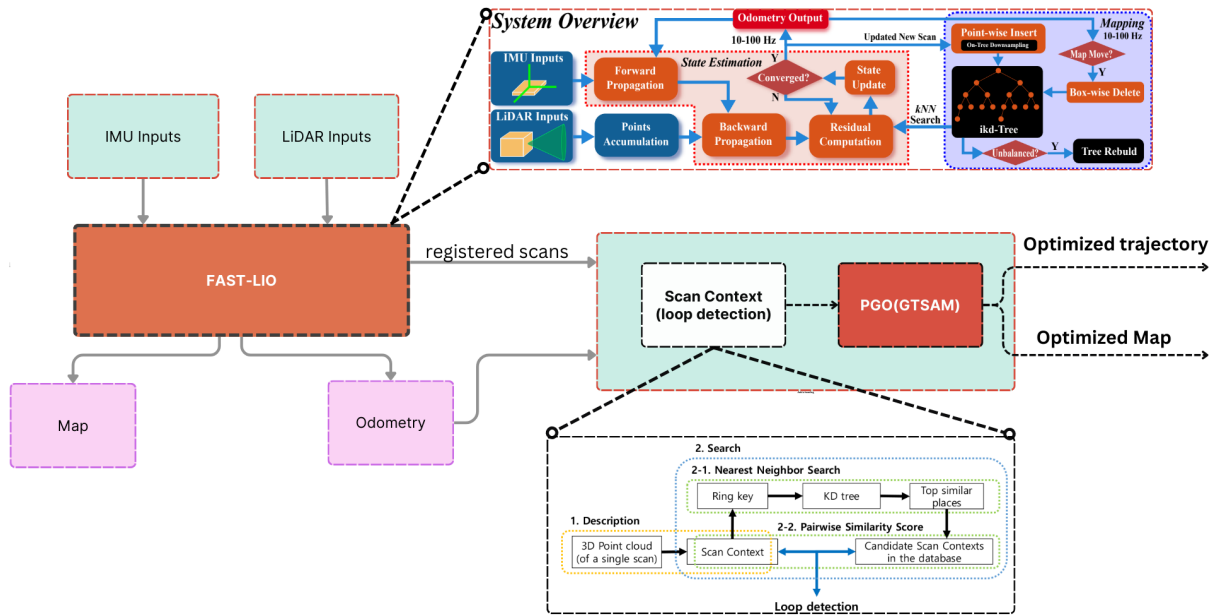 System Overview
Odometry Output
Mapping
10-100 Hz
10-100 Hz
Updated New Scan
Point-wise Insert
On-Tree Downsampling
Map Move?
Y
IMU Inputs
State Estimation
Y
Forward
Propagation
Converged?
State
Update
N
Box-wise Delete
kNN
Search
ikd-Tree
LiDAR Inputs
Points
Accumulation
Backward
Propagation
Residual
Computation
Unbalanced?
Y
Tree Rebuld
IMU Inputs
LiDAR Inputs
FAST-LIO
registered scans
Scan Context
(loop detection)
PGO(GTSAM)
Optimized trajectory
Optimized Map
Map
Odometry
2. Search
2-1. Nearest Neighbor Search
Ring key
KD tree
Top similar
places
1. Description
2-2. Pairwise Similarity Score
3D Point cloud
(of a single scan)
Scan Context
Candidate Scan Contexts
in the database
Loop detection